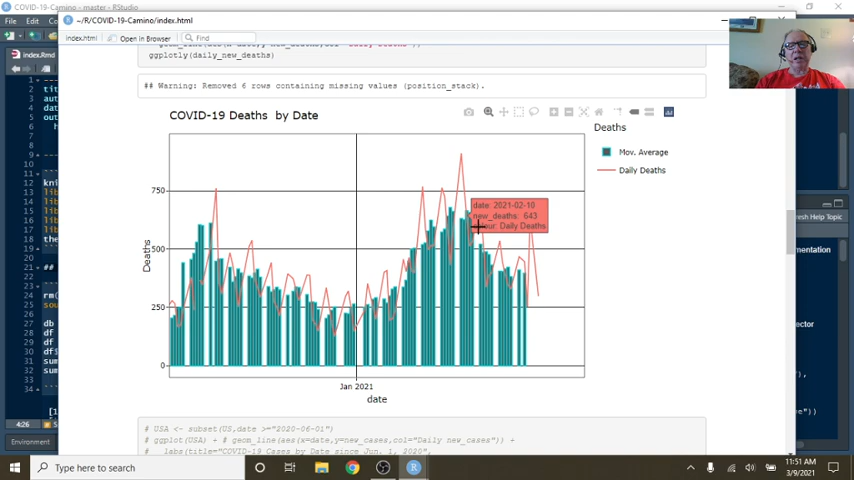 COVID-19-Camino - master - RStudio
~/R/COVID-19-Camino/index.html
File
index.html
Open in Browser
Find
index.Rmd
ggplotly(daily_new_deaths)
## Warning: Removed 6 rows containing missing values (position_stack).
COVID-19 Deaths by Date
Deaths
Mov. Average
Daily Deaths
date: 2021-02-10
new_deaths: 643
Daily Deaths
750
500
250
0
Deaths
Jan 2021
date
# USA <- subset(US,date >="2020-06-01")
# ggplot(USA) + # geom_line(aes(x=date,y=new_cases,col="Daily new_cases")) +
# labs(title="COVID-19 Cases by Date since Jun. 1, 2020",
4:26
Environment
Type here to search
11:51 AM
3/9/2021